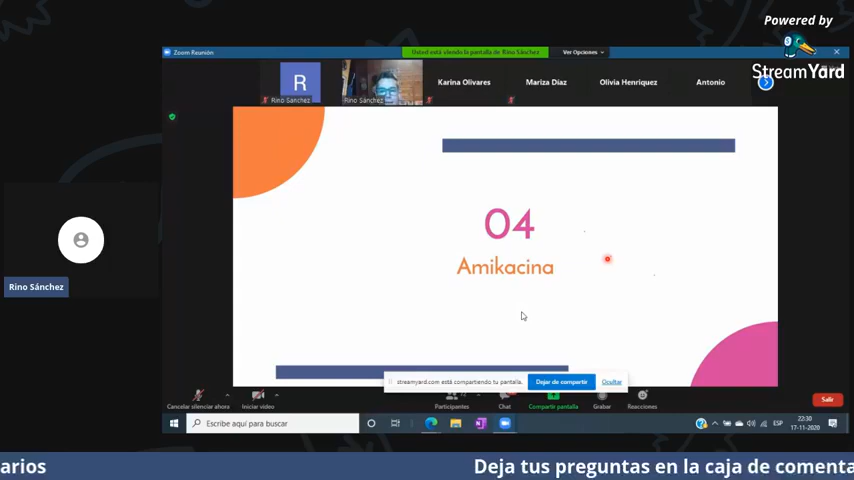 Powered by
StreamYard
Zoom Reunión
Usted está viendo la pantalla de Rino Sánchez
Ver Opciones
R
Rino Sánchez
Rino Sánchez
Karina Olivares
Mariza Díaz
Olivia Henriquez
Antonio
04
Amikacina
Rino Sánchez
streamyard.com está compartiendo tu pantalla.
Dejar de compartir
Ocultar
Cancelar silenciar ahora
Iniciar video
Participantes
Chat
Compartir pantalla
Grabar
Reacciones
Salir
Escribe aquí para buscar
ESP
22:30
17-11-2020
arios
Deja tus preguntas en la caja de comenta